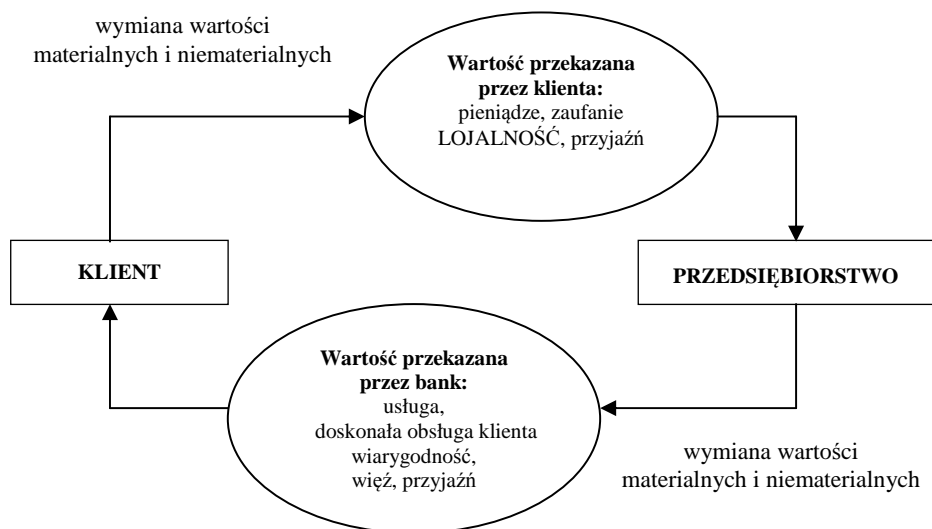 wymiana wartości
materialnych i niematerialnych
Wartość przekazana
przez klienta:
pieniądze, zaufanie
LOJALNOŚĆ, przyjaźń
KLIENT
PRZEDSIĘBIORSTWO
Wartość przekazana
przez bank:
usługa,
doskonała obsługa klienta
wiarygodność,
więź, przyjaźń
wymiana wartości
materialnych i niematerialnych